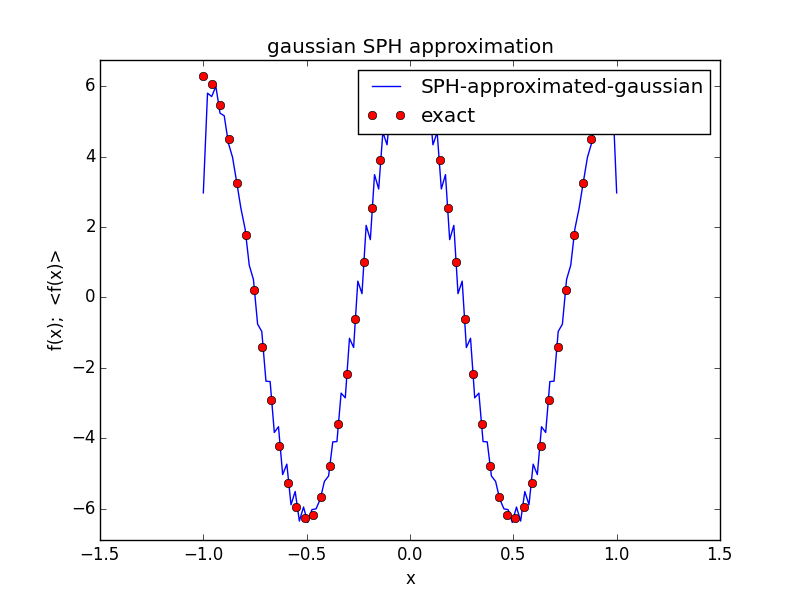 gaussian SPH approximation
SPH-approximated-gaussian
exact
f(x);  <f(x)>
6
4
2
0
−2
−4
−6
−1.5
−1.0
−0.5
0.0
0.5
1.0
1.5
x